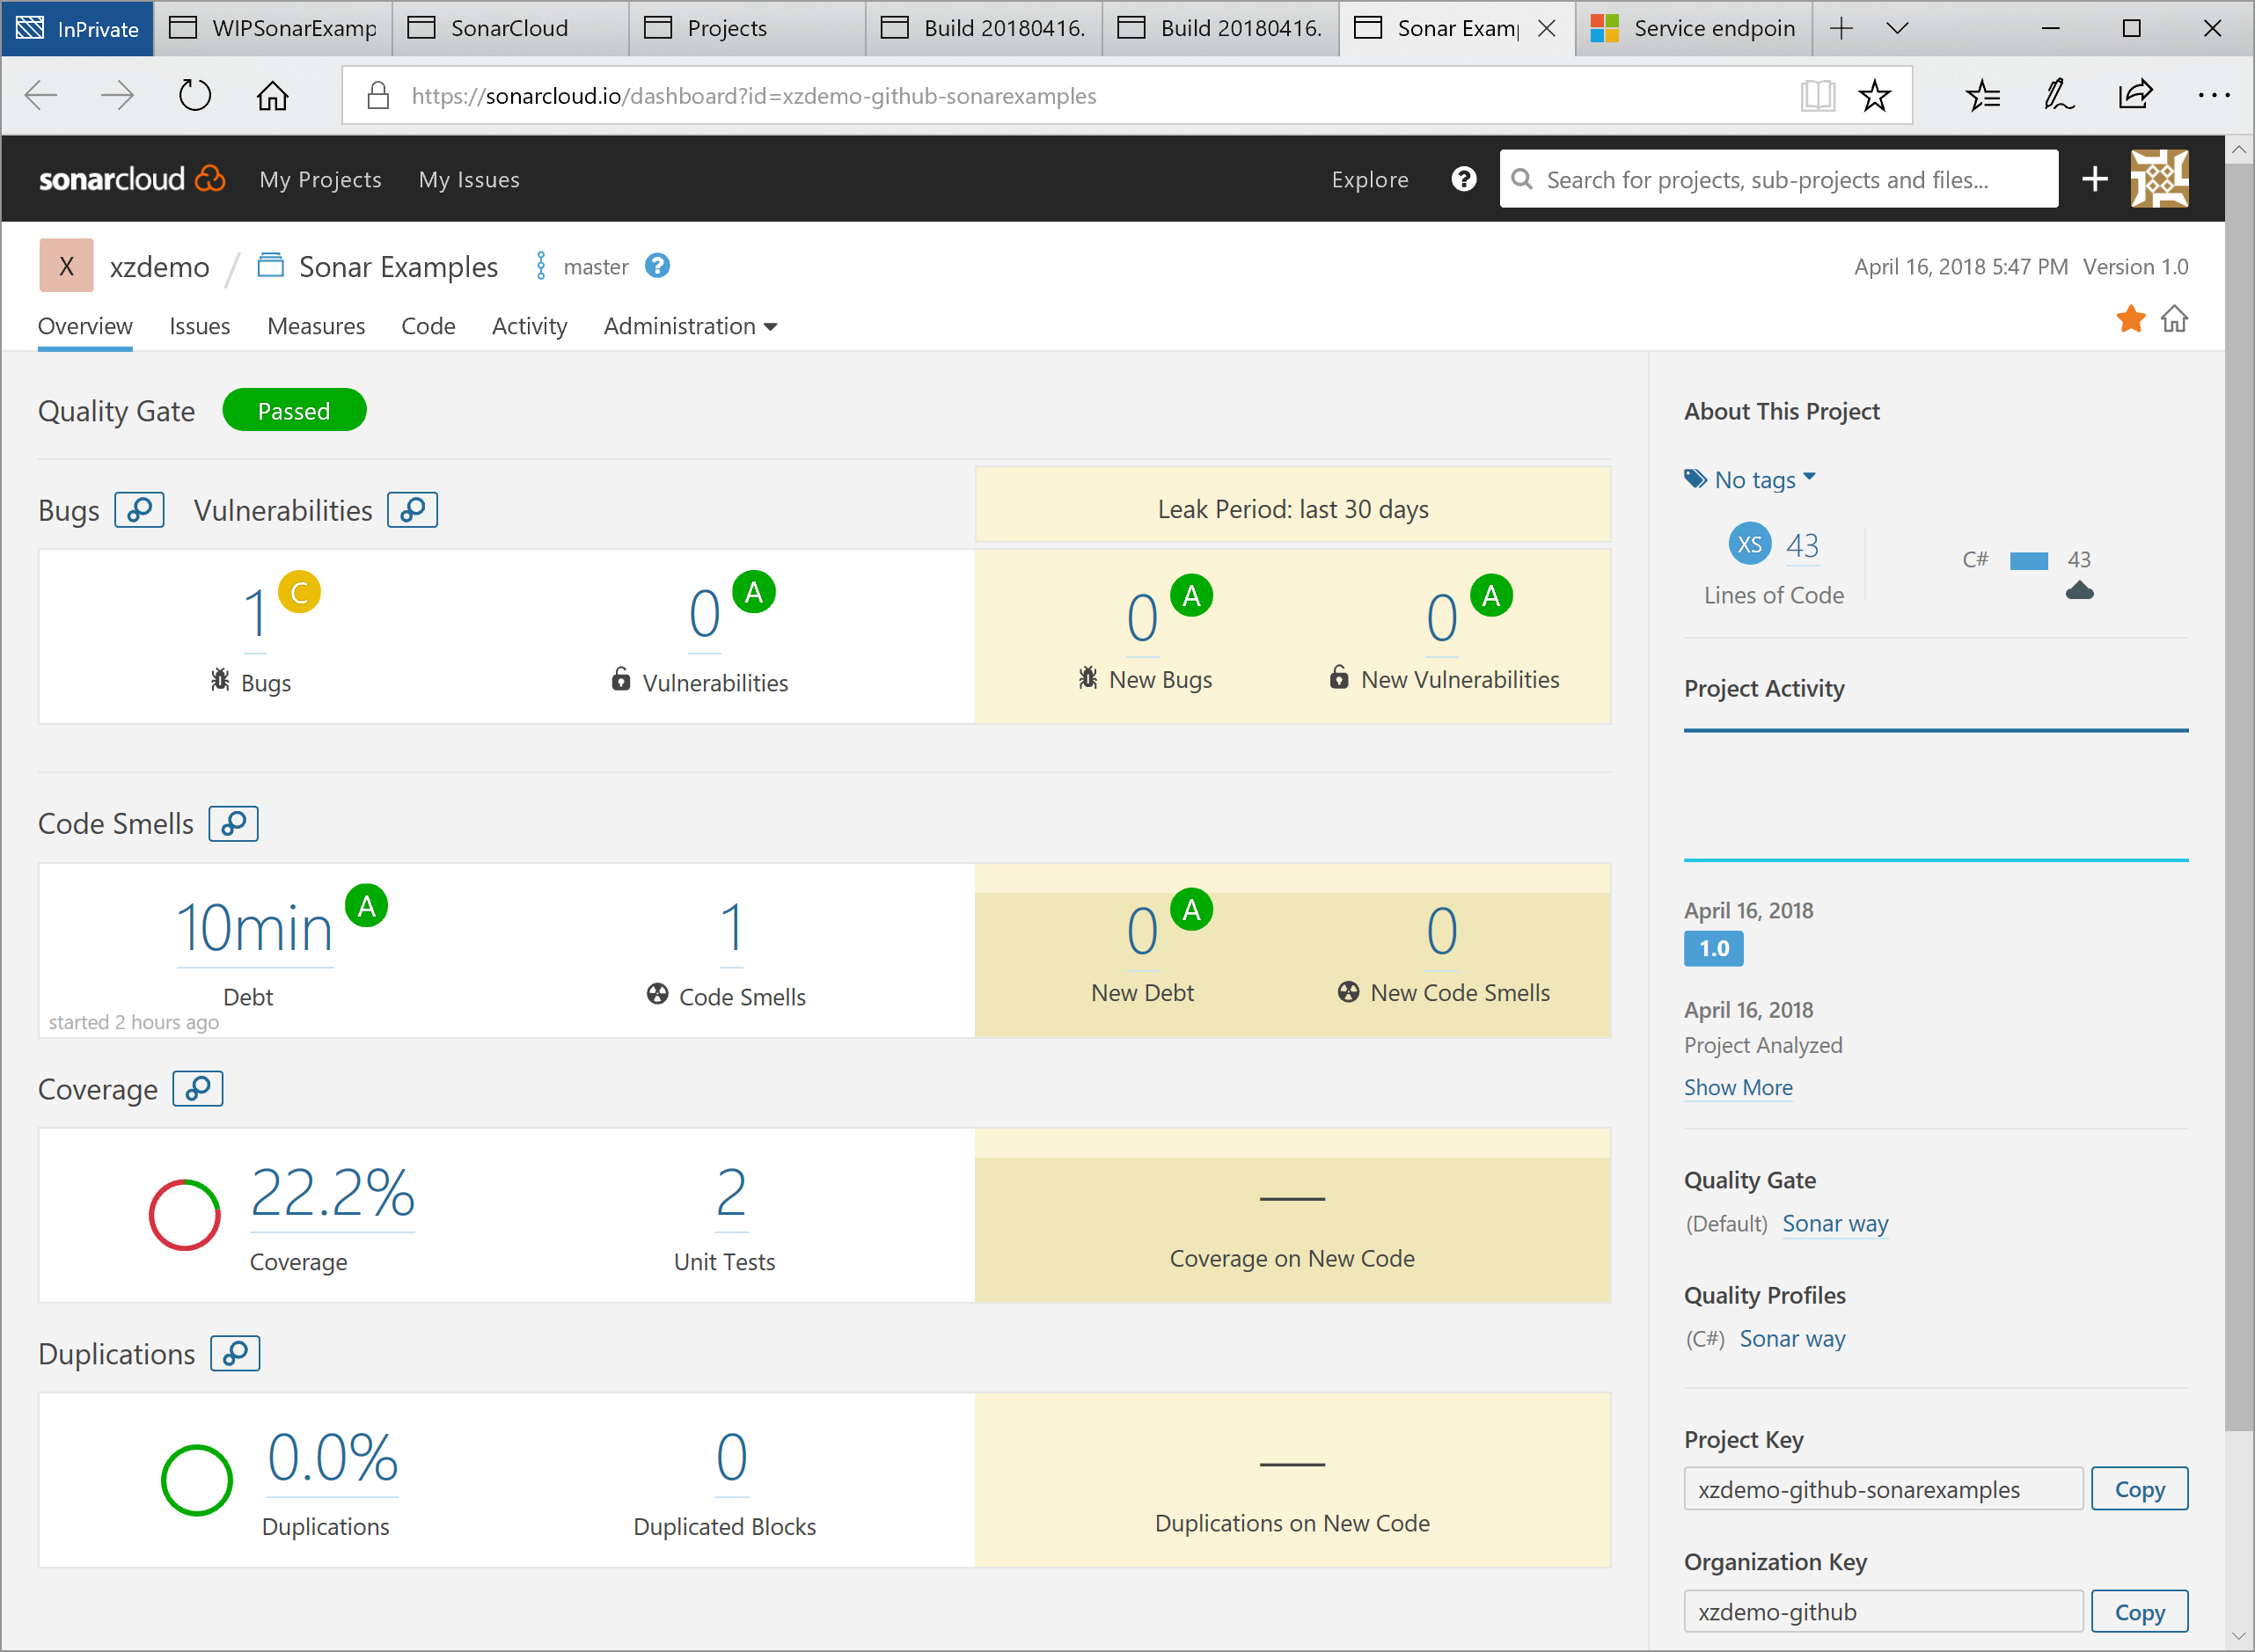 InPrivate WIPSonarExamp SonarCloud Projects Build 20180416. Build 20180416. Sonar Exam Service endpoin
https://sonarcloud.io/dashboard?id=xzdemo-github-sonarexamples
sonarcloud My Projects My Issues Explore ? Search for projects, sub-projects and files...
X xzdemo / Sonar Examples master ? April 16, 2018 5:47 PM Version 1.0
Overview Issues Measures Code Activity Administration
Quality Gate Passed
Bugs Vulnerabilities
Leak Period: last 30 days
1 C
Bugs
0 A
Vulnerabilities
0 A
New Bugs
0 A
New Vulnerabilities
Code Smells
10min A
Debt
started 2 hours ago
1
Code Smells
0 A
New Debt
0
New Code Smells
Coverage
22.2%
Coverage
2
Unit Tests
—
Coverage on New Code
Duplications
0.0%
Duplications
0
Duplicated Blocks
—
Duplications on New Code
About This Project
No tags
XS 43
Lines of Code
C# 43
Project Activity
April 16, 2018
1.0
April 16, 2018
Project Analyzed
Show More
Quality Gate
(Default) Sonar way
Quality Profiles
(C#) Sonar way
Project Key
xzdemo-github-sonarexamples Copy
Organization Key
xzdemo-github Copy